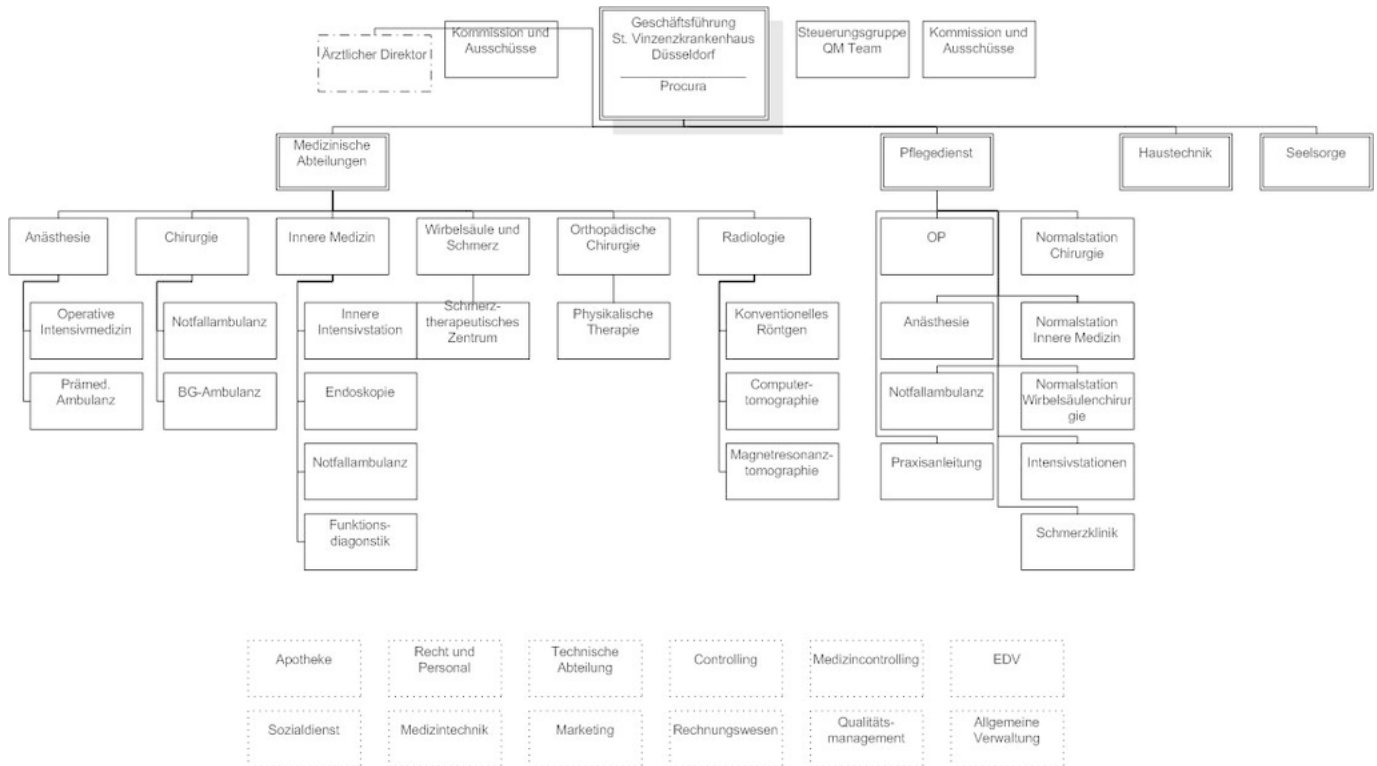 Geschäftsführung
St. Vinzenzkrankenhaus
Düsseldorf
Procura
Ärztlicher Direktor
Kommission und
Ausschüsse
Steuerungsgruppe
QM Team
Kommission und
Ausschüsse
Medizinische
Abteilungen
Pflegedienst
Haustechnik
Seelsorge
Anästhesie
Chirurgie
Innere Medizin
Wirbelsäule und
Schmerz
Orthopädische
Chirurgie
Radiologie
OP
Normalstation
Chirurgie
Operative
Intensivmedizin
Notfallambulanz
Innere
Intensivstation
Schmerz-
therapeutisches
Zentrum
Physikalische
Therapie
Konventionelles
Röntgen
Anästhesie
Normalstation
Innere Medizin
Prämed.
Ambulanz
BG-Ambulanz
Endoskopie
Computer-
tomographie
Notfallambulanz
Normalstation
Wirbelsäulenchirur
gie
Notfallambulanz
Magnetresonanz-
tomographie
Praxisanleitung
Intensivstationen
Funktions-
diagonstik
Schmerzklinik
Apotheke
Recht und
Personal
Technische
Abteilung
Controlling
Medizincontrolling
EDV
Sozialdienst
Medizintechnik
Marketing
Rechnungswesen
Qualitäts-
management
Allgemeine
Verwaltung